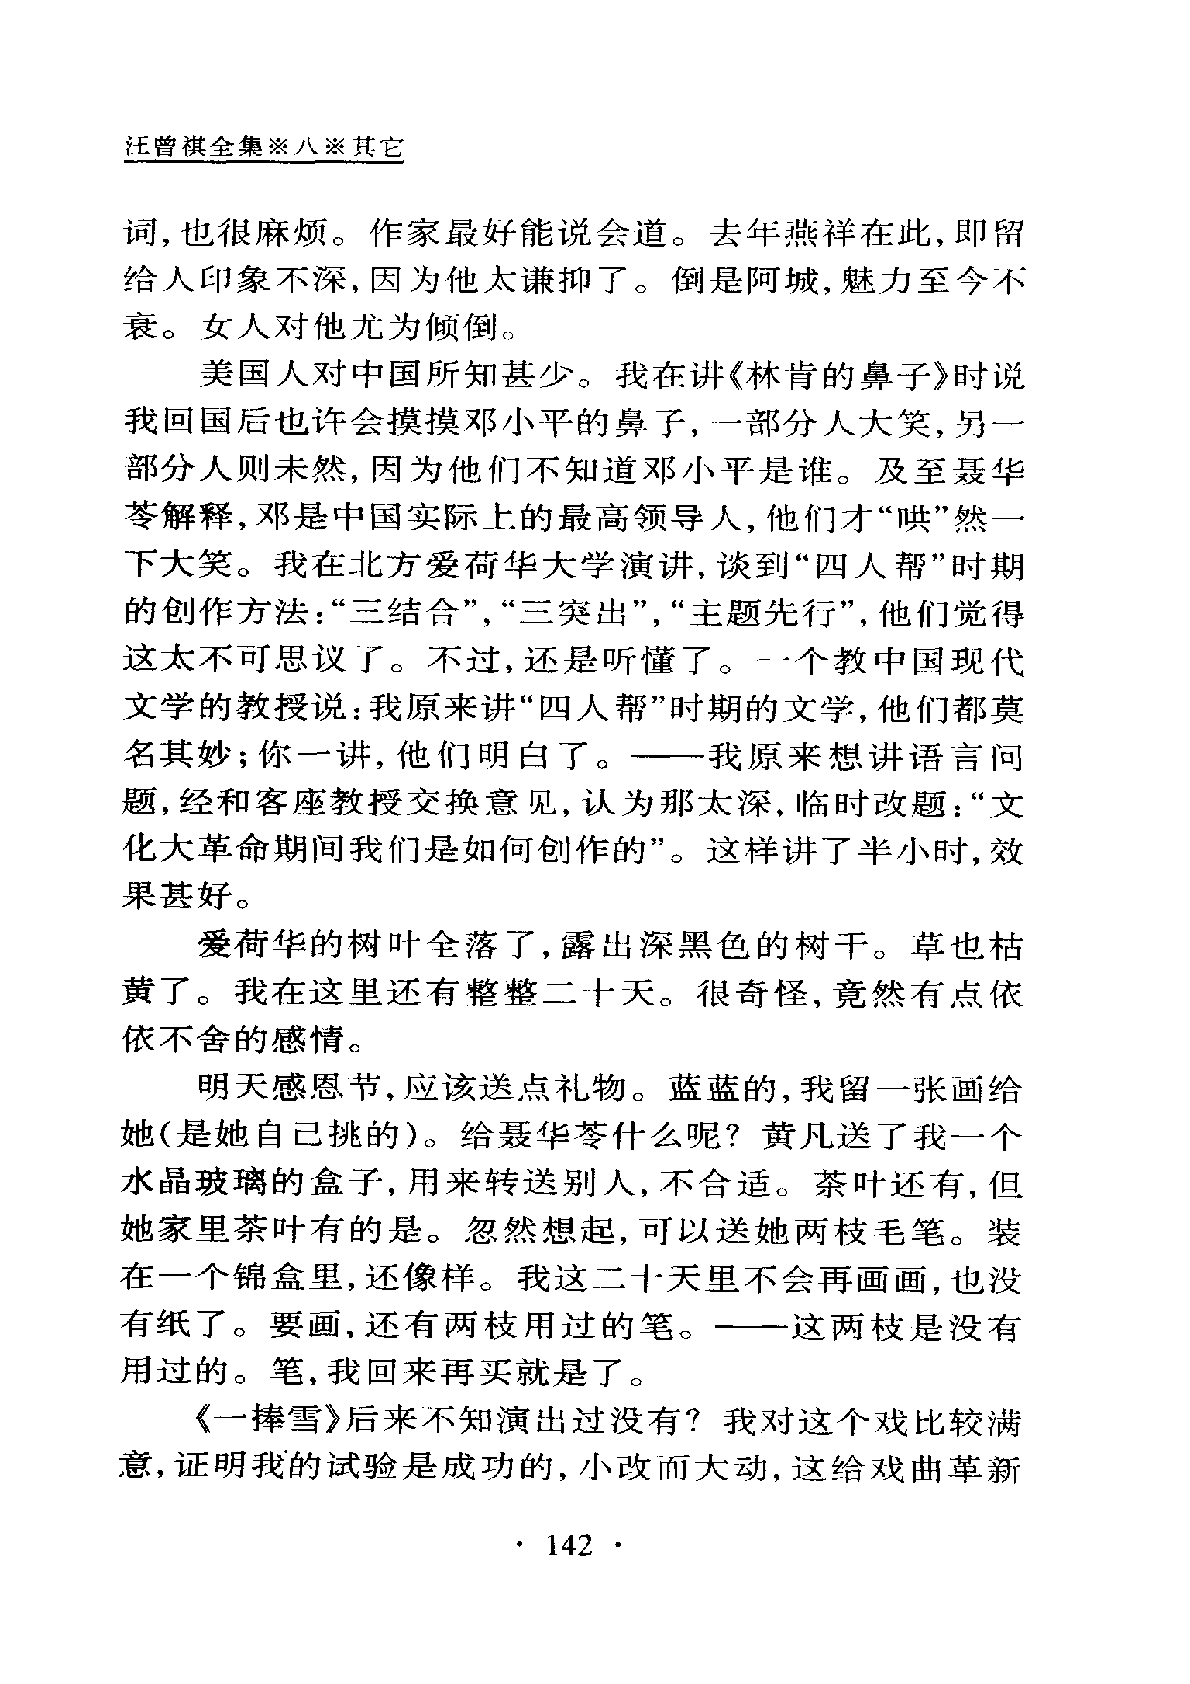 汪曾祺全集※八※其它
词,也很麻烦。作家最好能说会道。去年燕祥在此,即留
给人印象不深,因为他太谦抑了。倒是阿城,魅力至今不
衰。女人对他尤为倾倒。
美国人对中国所知甚少。我在讲《林肯的鼻子》时说
我回国后也许会摸摸邓小平的鼻子,一部分人大笑,另一
部分人则未然,因为他们不知道邓小平是谁。及至聂华
苓解释,邓是中国实际上的最高领导人,他们才“哄”然一
下大笑。我在北方爱荷华大学演讲,谈到“四人帮”时期
的创作方法:“三结合”,“三突出”,“主题先行”,他们觉得
这太不可思议了。不过,还是听懂了。一个教中国现代
文学的教授说:我原来讲“四人帮”时期的文学,他们都莫
名其妙;你一讲,他们明白了。——我原来想讲语言问
题,经和客座教授交换意见,认为那太深,临时改题:“文
化大革命期间我们是如何创作的”。这样讲了半小时,效
果甚好。
爱荷华的树叶全落了,露出深黑色的树干。草也枯
黄了。我在这里还有整整二十天。很奇怪,竟然有点依
依不舍的感情。
明天感恩节,应该送点礼物。蓝蓝的,我留一张画给
她(是她自己挑的)。给聂华苓什么呢?黄凡送了我一个
水晶玻璃的盒子,用来转送别人,不合适。茶叶还有,但
她家里茶叶有的是。忽然想起,可以送她两枝毛笔。装
在一个锦盒里,还像样。我这二十天里不会再画画,也没
有纸了。要画,还有两枝用过的笔。——这两枝是没有
用过的。笔,我回来再买就是了。
《一捧雪》后来不知演出过没有?我对这个戏比较满
意,证明我的试验是成功的,小改而大动,这给戏曲革新
· 142 ·